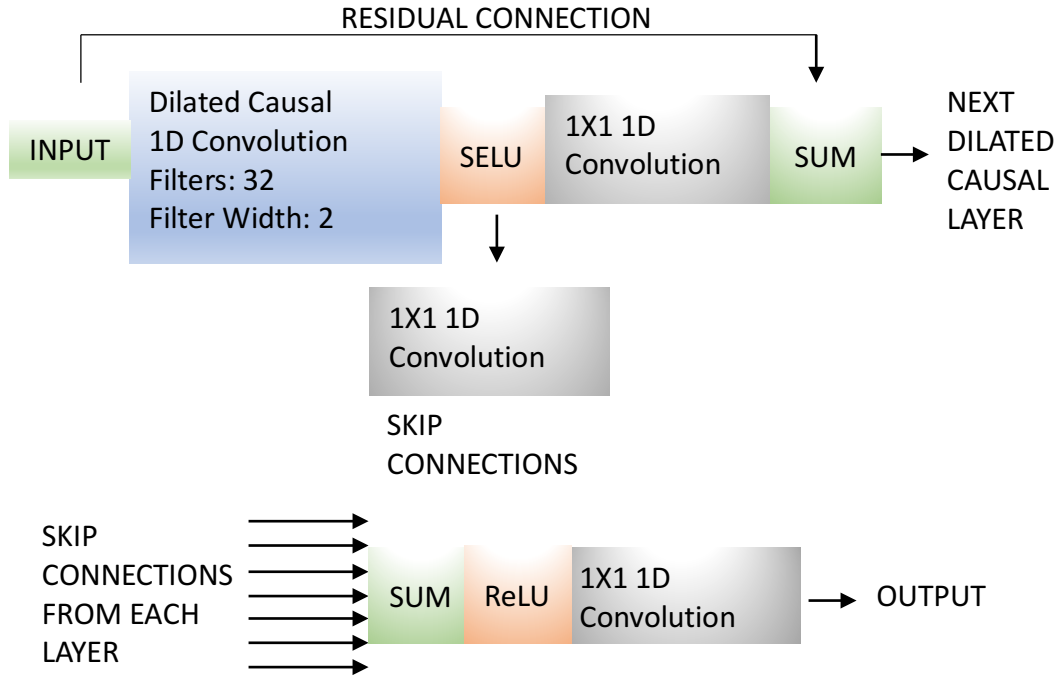 RESIDUAL CONNECTION
INPUT
Dilated Causal
1D Convolution
Filters: 32
Filter Width: 2
SELU
1X1 1D
Convolution
SUM
NEXT
DILATED
CAUSAL
LAYER
1X1 1D
Convolution
SKIP
CONNECTIONS
SKIP
CONNECTIONS
FROM EACH
LAYER
SUM
ReLU
1X1 1D
Convolution
OUTPUT